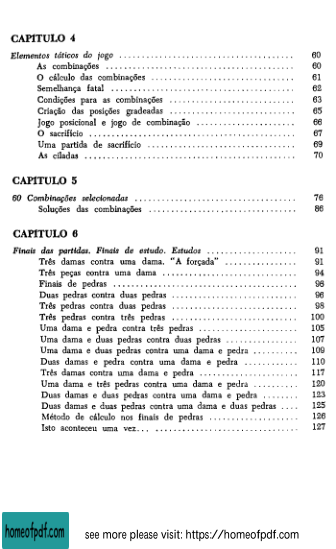 CAPITULO 4
Elementos táticos do jogo ........................................ 60
As combinações ........................................ 60
O cálculo das combinações ........................................ 61
Semelhança fatal ........................................ 62
Condições para as combinações ........................................ 63
Criação das posições gradeadas ........................................ 65
Jogo posicional e jogo de combinação ........................................ 66
O sacrifício ........................................ 67
Uma partida de sacrifício ........................................ 69
As ciladas ........................................ 70
CAPITULO 5
60 Combinações selecionadas ........................................ 76
Soluções das combinações ........................................ 86
CAPITULO 6
Finais das partidas. Finais de estudo. Estudos .................... 91
Três damas contra uma dama. "A forçada" .................... 91
Três peças contra uma dama .............................. 94
Finais de pedras ........................................ 96
Duas pedras contra duas pedras .............................. 96
Três pedras contra duas pedras .............................. 98
Três pedras contra três pedras .............................. 100
Uma dama e pedra contra três pedras .................... 105
Uma dama e duas pedras contra duas pedras .................... 107
Uma dama e duas pedras contra uma dama e pedra .......... 109
Duas damas e pedra contra uma dama e pedra .......... 110
Três damas contra uma dama e pedra .................... 117
Uma dama e três pedras contra uma dama e pedra .......... 120
Duas damas e duas pedras contra uma dama e pedra ........ 123
Duas damas e duas pedras contra uma dama e duas pedras .... 125
Método de cálculo nos finais de pedras .................... 126
Isto aconteceu uma vez... .............................. 127
homeofpdf.com
see more please visit: https://homeofpdf.com